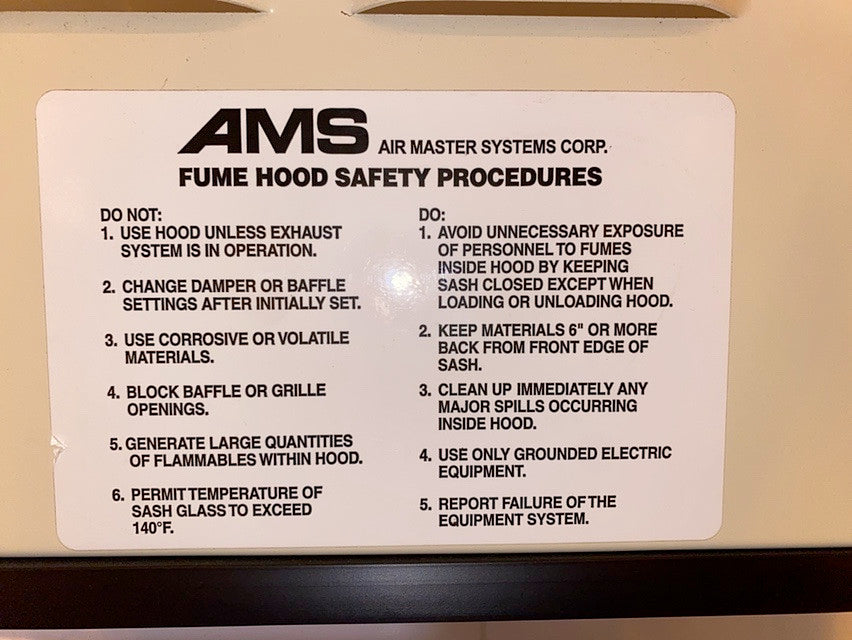 AMS AIR MASTER SYSTEMS CORP.
FUME HOOD SAFETY PROCEDURES
DO NOT:
1. USE HOOD UNLESS EXHAUST
SYSTEM IS IN OPERATION.
2. CHANGE DAMPER OR BAFFLE
SETTINGS AFTER INITIALLY SET.
3. USE CORROSIVE OR VOLATILE
MATERIALS.
4. BLOCK BAFFLE OR GRILLE
OPENINGS.
5. GENERATE LARGE QUANTITIES
OF FLAMMABLES WITHIN HOOD.
6. PERMIT TEMPERATURE OF
SASH GLASS TO EXCEED
140°F.
DO:
1. AVOID UNNECESSARY EXPOSURE
OF PERSONNEL TO FUMES
INSIDE HOOD BY KEEPING
SASH CLOSED EXCEPT WHEN
LOADING OR UNLOADING HOOD.
2. KEEP MATERIALS 6" OR MORE
BACK FROM FRONT EDGE OF
SASH.
3. CLEAN UP IMMEDIATELY ANY
MAJOR SPILLS OCCURRING
INSIDE HOOD.
4. USE ONLY GROUNDED ELECTRIC
EQUIPMENT.
5. REPORT FAILURE OF THE
EQUIPMENT SYSTEM.